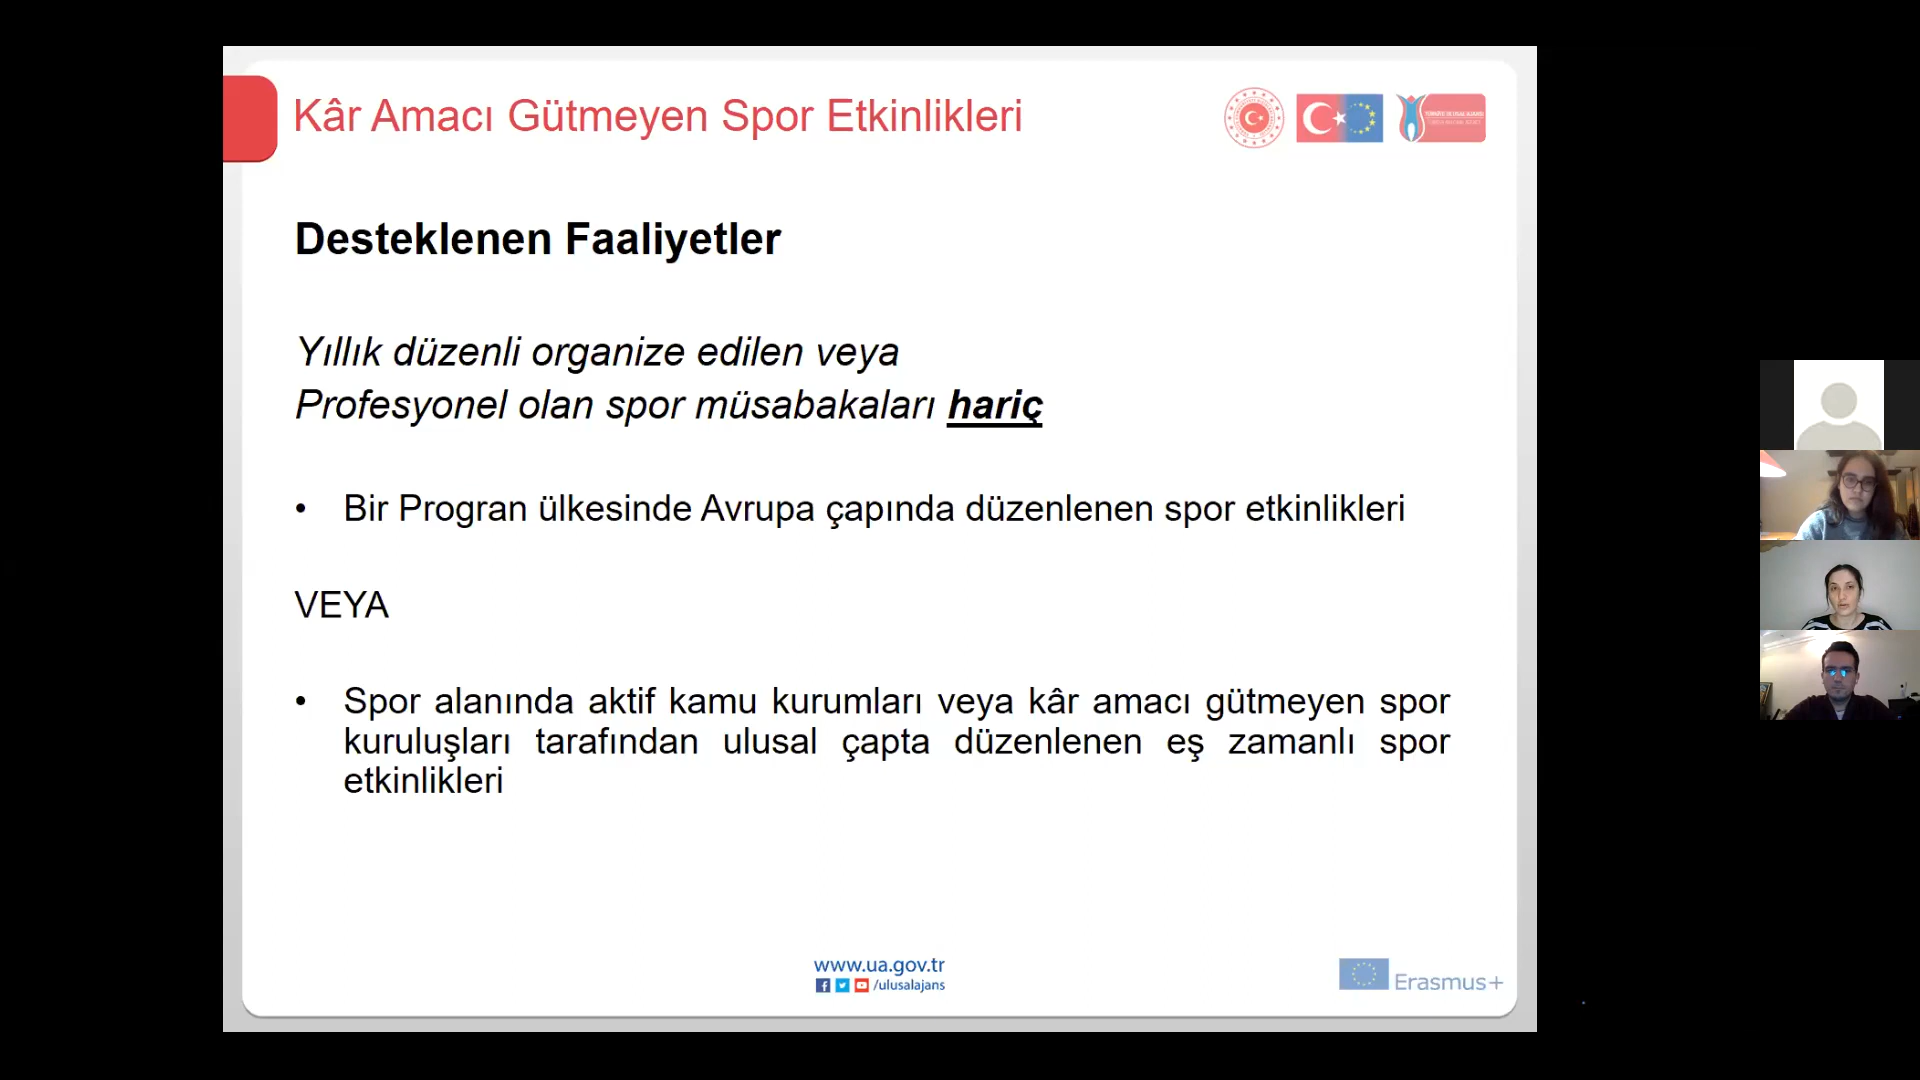 Kâr Amacı Gütmeyen Spor Etkinlikleri
Desteklenen Faaliyetler
Yıllık düzenli organize edilen veya
Profesyonel olan spor müsabakaları hariç
• Bir Progran ülkesinde Avrupa çapında düzenlenen spor etkinlikleri
VEYA
• Spor alanında aktif kamu kurumları veya kâr amacı gütmeyen spor
kuruluşları tarafından ulusal çapta düzenlenen eş zamanlı spor
etkinlikleri
www.ua.gov.tr
/ulusalajans
Erasmus+